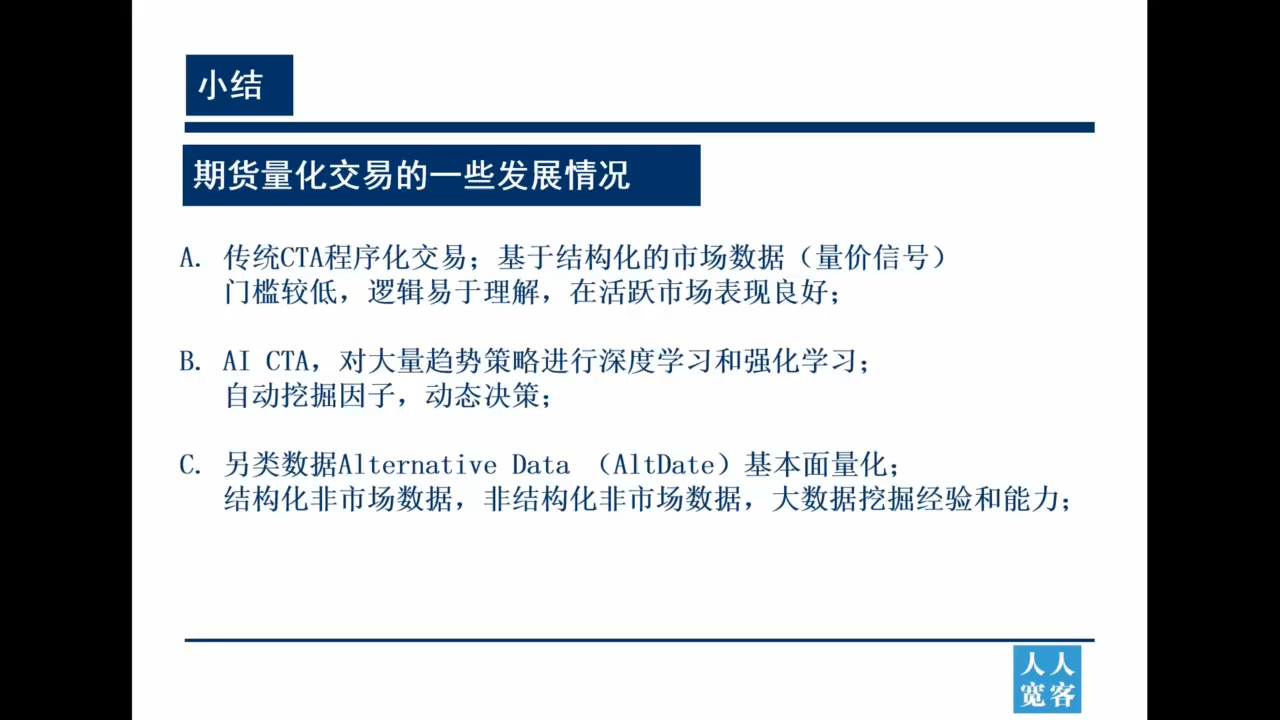 小结
期货量化交易的一些发展情况
A. 传统CTA程序化交易；基于结构化的市场数据（量价信号）
门槛较低，逻辑易于理解，在活跃市场表现良好；
B. AI CTA，对大量趋势策略进行深度学习和强化学习；
自动挖掘因子，动态决策；
C. 另类数据Alternative Data （AltDate）基本面量化；
结构化非市场数据，非结构化非市场数据，大数据挖掘经验和能力；
人人
宽客